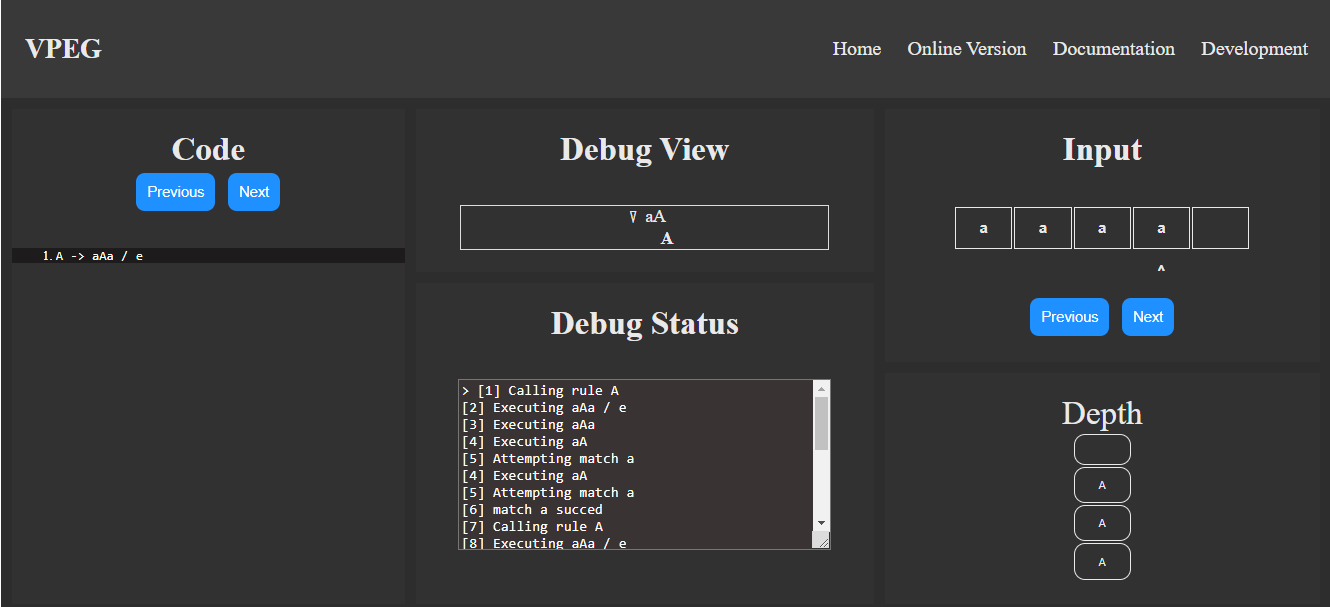 VPEG
Home Online Version Documentation Development
Code
Previous Next
1. A -> aAa / e
Debug View
⊽ aA
A
Debug Status
> [1] Calling rule A
[2] Executing aAa / e
[3] Executing aAa
[4] Executing aA
[5] Attempting match a
[4] Executing aA
[5] Attempting match a
[6] match a succed
[7] Calling rule A
[8] Executing aAa / e
Input
a a a a
^
Previous Next
Depth
A
A
A